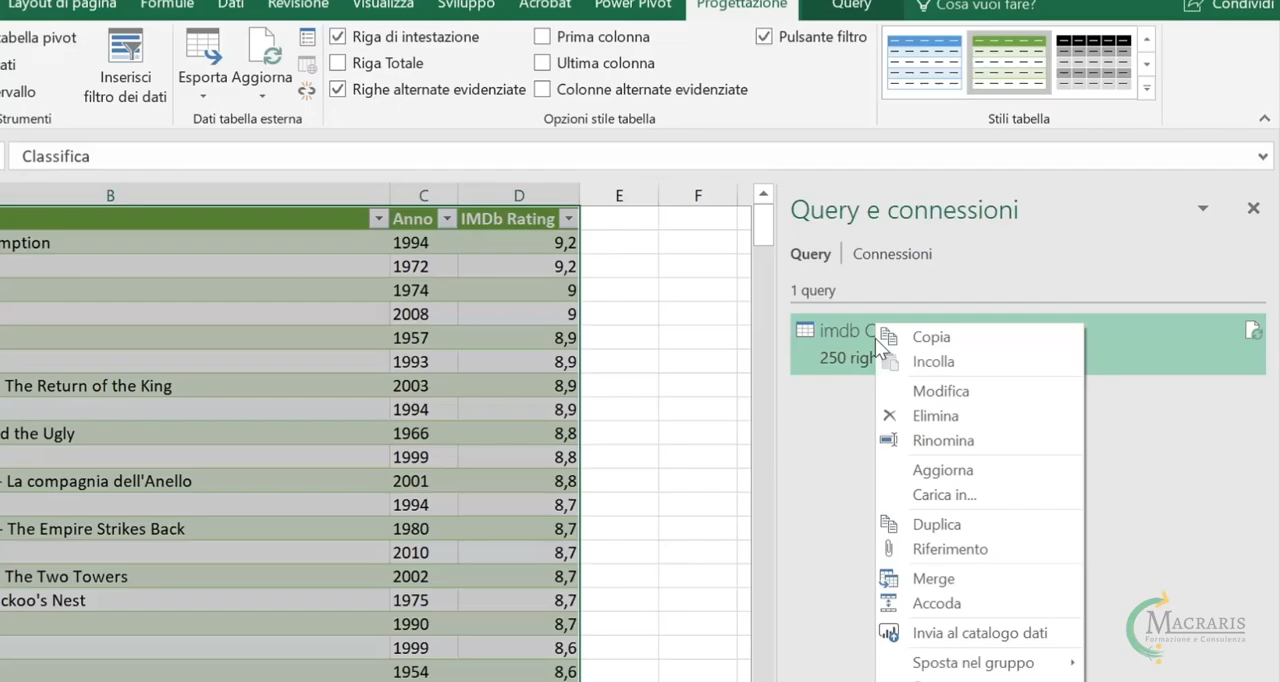 Layout di pagina Formule Dati Revisione Visualizza Sviluppo Acrobat Power Pivot Progettazione Query Cosa vuoi fare? Condividi
tabella pivot
Inserisci
filtro dei dati
Esporta Aggiorna
Dati tabella esterna
Riga di intestazione
Riga Totale
Righe alternate evidenziate
Prima colonna
Ultima colonna
Colonne alternate evidenziate
Pulsante filtro
Opzioni stile tabella
Stili tabella
Classifica
B C D E F
Anno IMDb Rating
mption 1994 9,2
1972 9,2
1974 9
2008 9
1957 8,9
1993 8,9
The Return of the King 2003 8,9
1994 8,9
d the Ugly 1966 8,8
1999 8,8
- La compagnia dell'Anello 2001 8,8
1994 8,7
- The Empire Strikes Back 1980 8,7
2010 8,7
The Two Towers 2002 8,7
ckoo's Nest 1975 8,7
1990 8,7
1999 8,6
1954 8,6
Query e connessioni
Query Connessioni
1 query
imdb C
250 righ
Copia
Incolla
Modifica
Elimina
Rinomina
Aggiorna
Carica in...
Duplica
Riferimento
Merge
Accoda
Invia al catalogo dati
Sposta nel gruppo
MACRARIS
Formazione e Consulenza